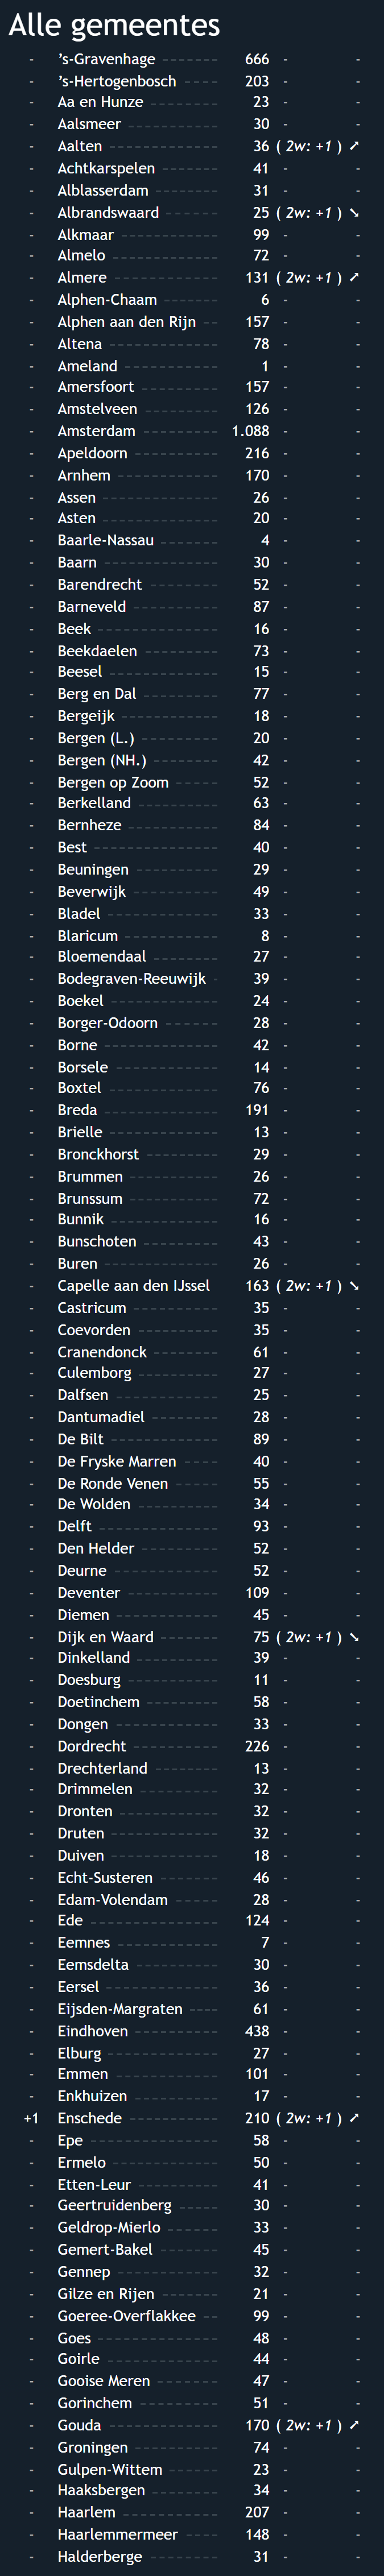 Alle gemeentes
- ’s-Gravenhage 666 - -
- ’s-Hertogenbosch 203 - -
- Aa en Hunze 23 - -
- Aalsmeer 30 - -
- Aalten 36 ( 2w: +1 ) ➚
- Achtkarspelen 41 - -
- Alblasserdam 31 - -
- Albrandswaard 25 ( 2w: +1 ) ➘
- Alkmaar 99 - -
- Almelo 72 - -
- Almere 131 ( 2w: +1 ) ➚
- Alphen-Chaam 6 - -
- Alphen aan den Rijn 157 - -
- Altena 78 - -
- Ameland 1 - -
- Amersfoort 157 - -
- Amstelveen 126 - -
- Amsterdam 1.088 - -
- Apeldoorn 216 - -
- Arnhem 170 - -
- Assen 26 - -
- Asten 20 - -
- Baarle-Nassau 4 - -
- Baarn 30 - -
- Barendrecht 52 - -
- Barneveld 87 - -
- Beek 16 - -
- Beekdaelen 73 - -
- Beesel 15 - -
- Berg en Dal 77 - -
- Bergeijk 18 - -
- Bergen (L.) 20 - -
- Bergen (NH.) 42 - -
- Bergen op Zoom 52 - -
- Berkelland 63 - -
- Bernheze 84 - -
- Best 40 - -
- Beuningen 29 - -
- Beverwijk 49 - -
- Bladel 33 - -
- Blaricum 8 - -
- Bloemendaal 27 - -
- Bodegraven-Reeuwijk 39 - -
- Boekel 24 - -
- Borger-Odoorn 28 - -
- Borne 42 - -
- Borsele 14 - -
- Boxtel 76 - -
- Breda 191 - -
- Brielle 13 - -
- Bronckhorst 29 - -
- Brummen 26 - -
- Brunssum 72 - -
- Bunnik 16 - -
- Bunschoten 43 - -
- Buren 26 - -
- Capelle aan den IJssel 163 ( 2w: +1 ) ➘
- Castricum 35 - -
- Coevorden 35 - -
- Cranendonck 61 - -
- Culemborg 27 - -
- Dalfsen 25 - -
- Dantumadiel 28 - -
- De Bilt 89 - -
- De Fryske Marren 40 - -
- De Ronde Venen 55 - -
- De Wolden 34 - -
- Delft 93 - -
- Den Helder 52 - -
- Deurne 52 - -
- Deventer 109 - -
- Diemen 45 - -
- Dijk en Waard 75 ( 2w: +1 ) ➘
- Dinkelland 39 - -
- Doesburg 11 - -
- Doetinchem 58 - -
- Dongen 33 - -
- Dordrecht 226 - -
- Drechterland 13 - -
- Drimmelen 32 - -
- Dronten 32 - -
- Druten 32 - -
- Duiven 18 - -
- Echt-Susteren 46 - -
- Edam-Volendam 28 - -
- Ede 124 - -
- Eemnes 7 - -
- Eemsdelta 30 - -
- Eersel 36 - -
- Eijsden-Margraten 61 - -
- Eindhoven 438 - -
- Elburg 27 - -
- Emmen 101 - -
- Enkhuizen 17 - -
+1 Enschede 210 ( 2w: +1 ) ➚
- Epe 58 - -
- Ermelo 50 - -
- Etten-Leur 41 - -
- Geertruidenberg 30 - -
- Geldrop-Mierlo 33 - -
- Gemert-Bakel 45 - -
- Gennep 32 - -
- Gilze en Rijen 21 - -
- Goeree-Overflakkee 99 - -
- Goes 48 - -
- Goirle 44 - -
- Gooise Meren 47 - -
- Gorinchem 51 - -
- Gouda 170 ( 2w: +1 ) ➚
- Groningen 74 - -
- Gulpen-Wittem 23 - -
- Haaksbergen 34 - -
- Haarlem 207 - -
- Haarlemmermeer 148 - -
- Halderberge 31 - -